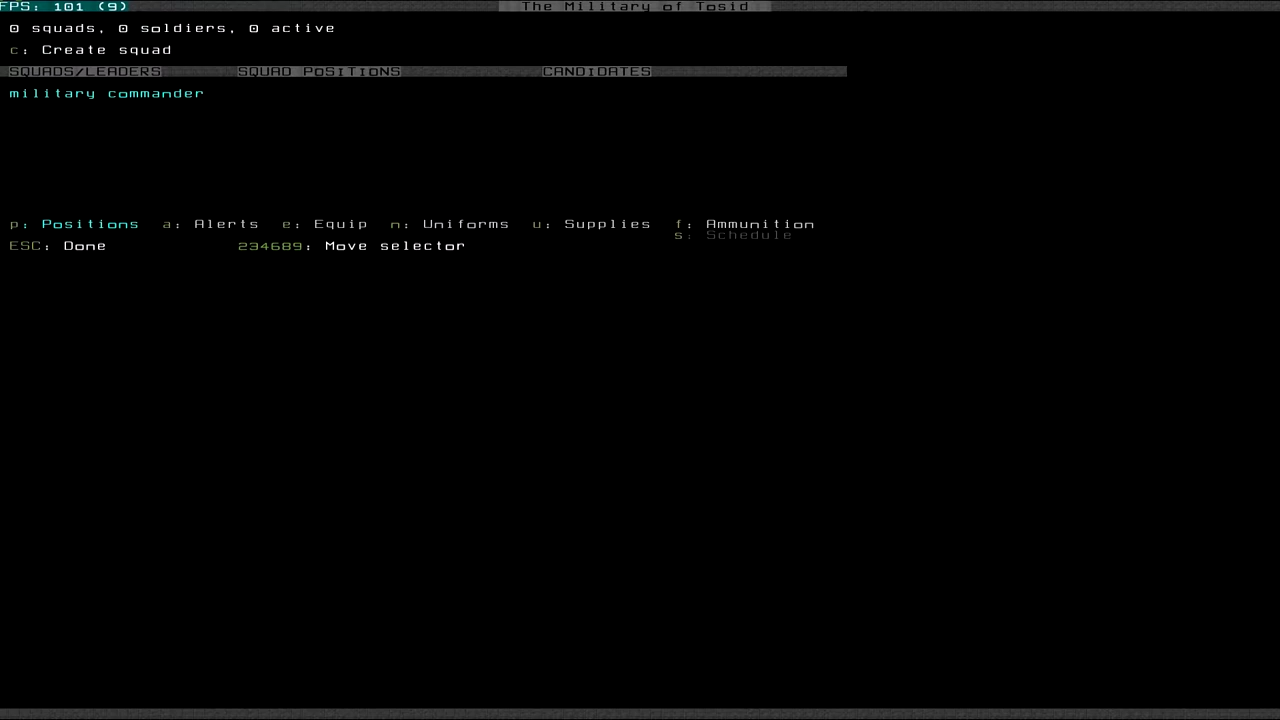 FPS: 101 (9) The Military of Tosid
0 squads, 0 soldiers, 0 active
c: Create squad
SQUADS/LEADERS SQUAD POSITIONS CANDIDATES
military commander
p: Positions a: Alerts e: Equip n: Uniforms u: Supplies f: Ammunition
s: Schedule
ESC: Done 234689: Move selector